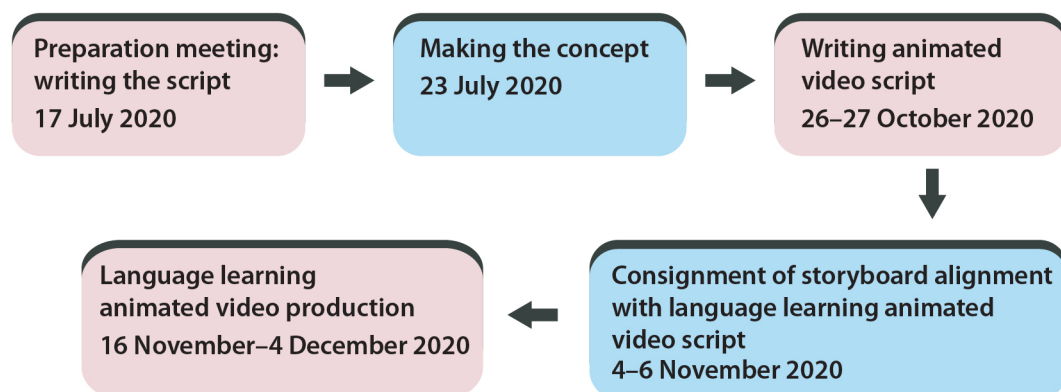 Preparation meeting:
writing the script
17 July 2020
Making the concept
23 July 2020
Writing animated
video script
26–27 October 2020
Consignment of storyboard alignment
with language learning animated
video script
4–6 November 2020
Language learning
animated video production
16 November–4 December 2020